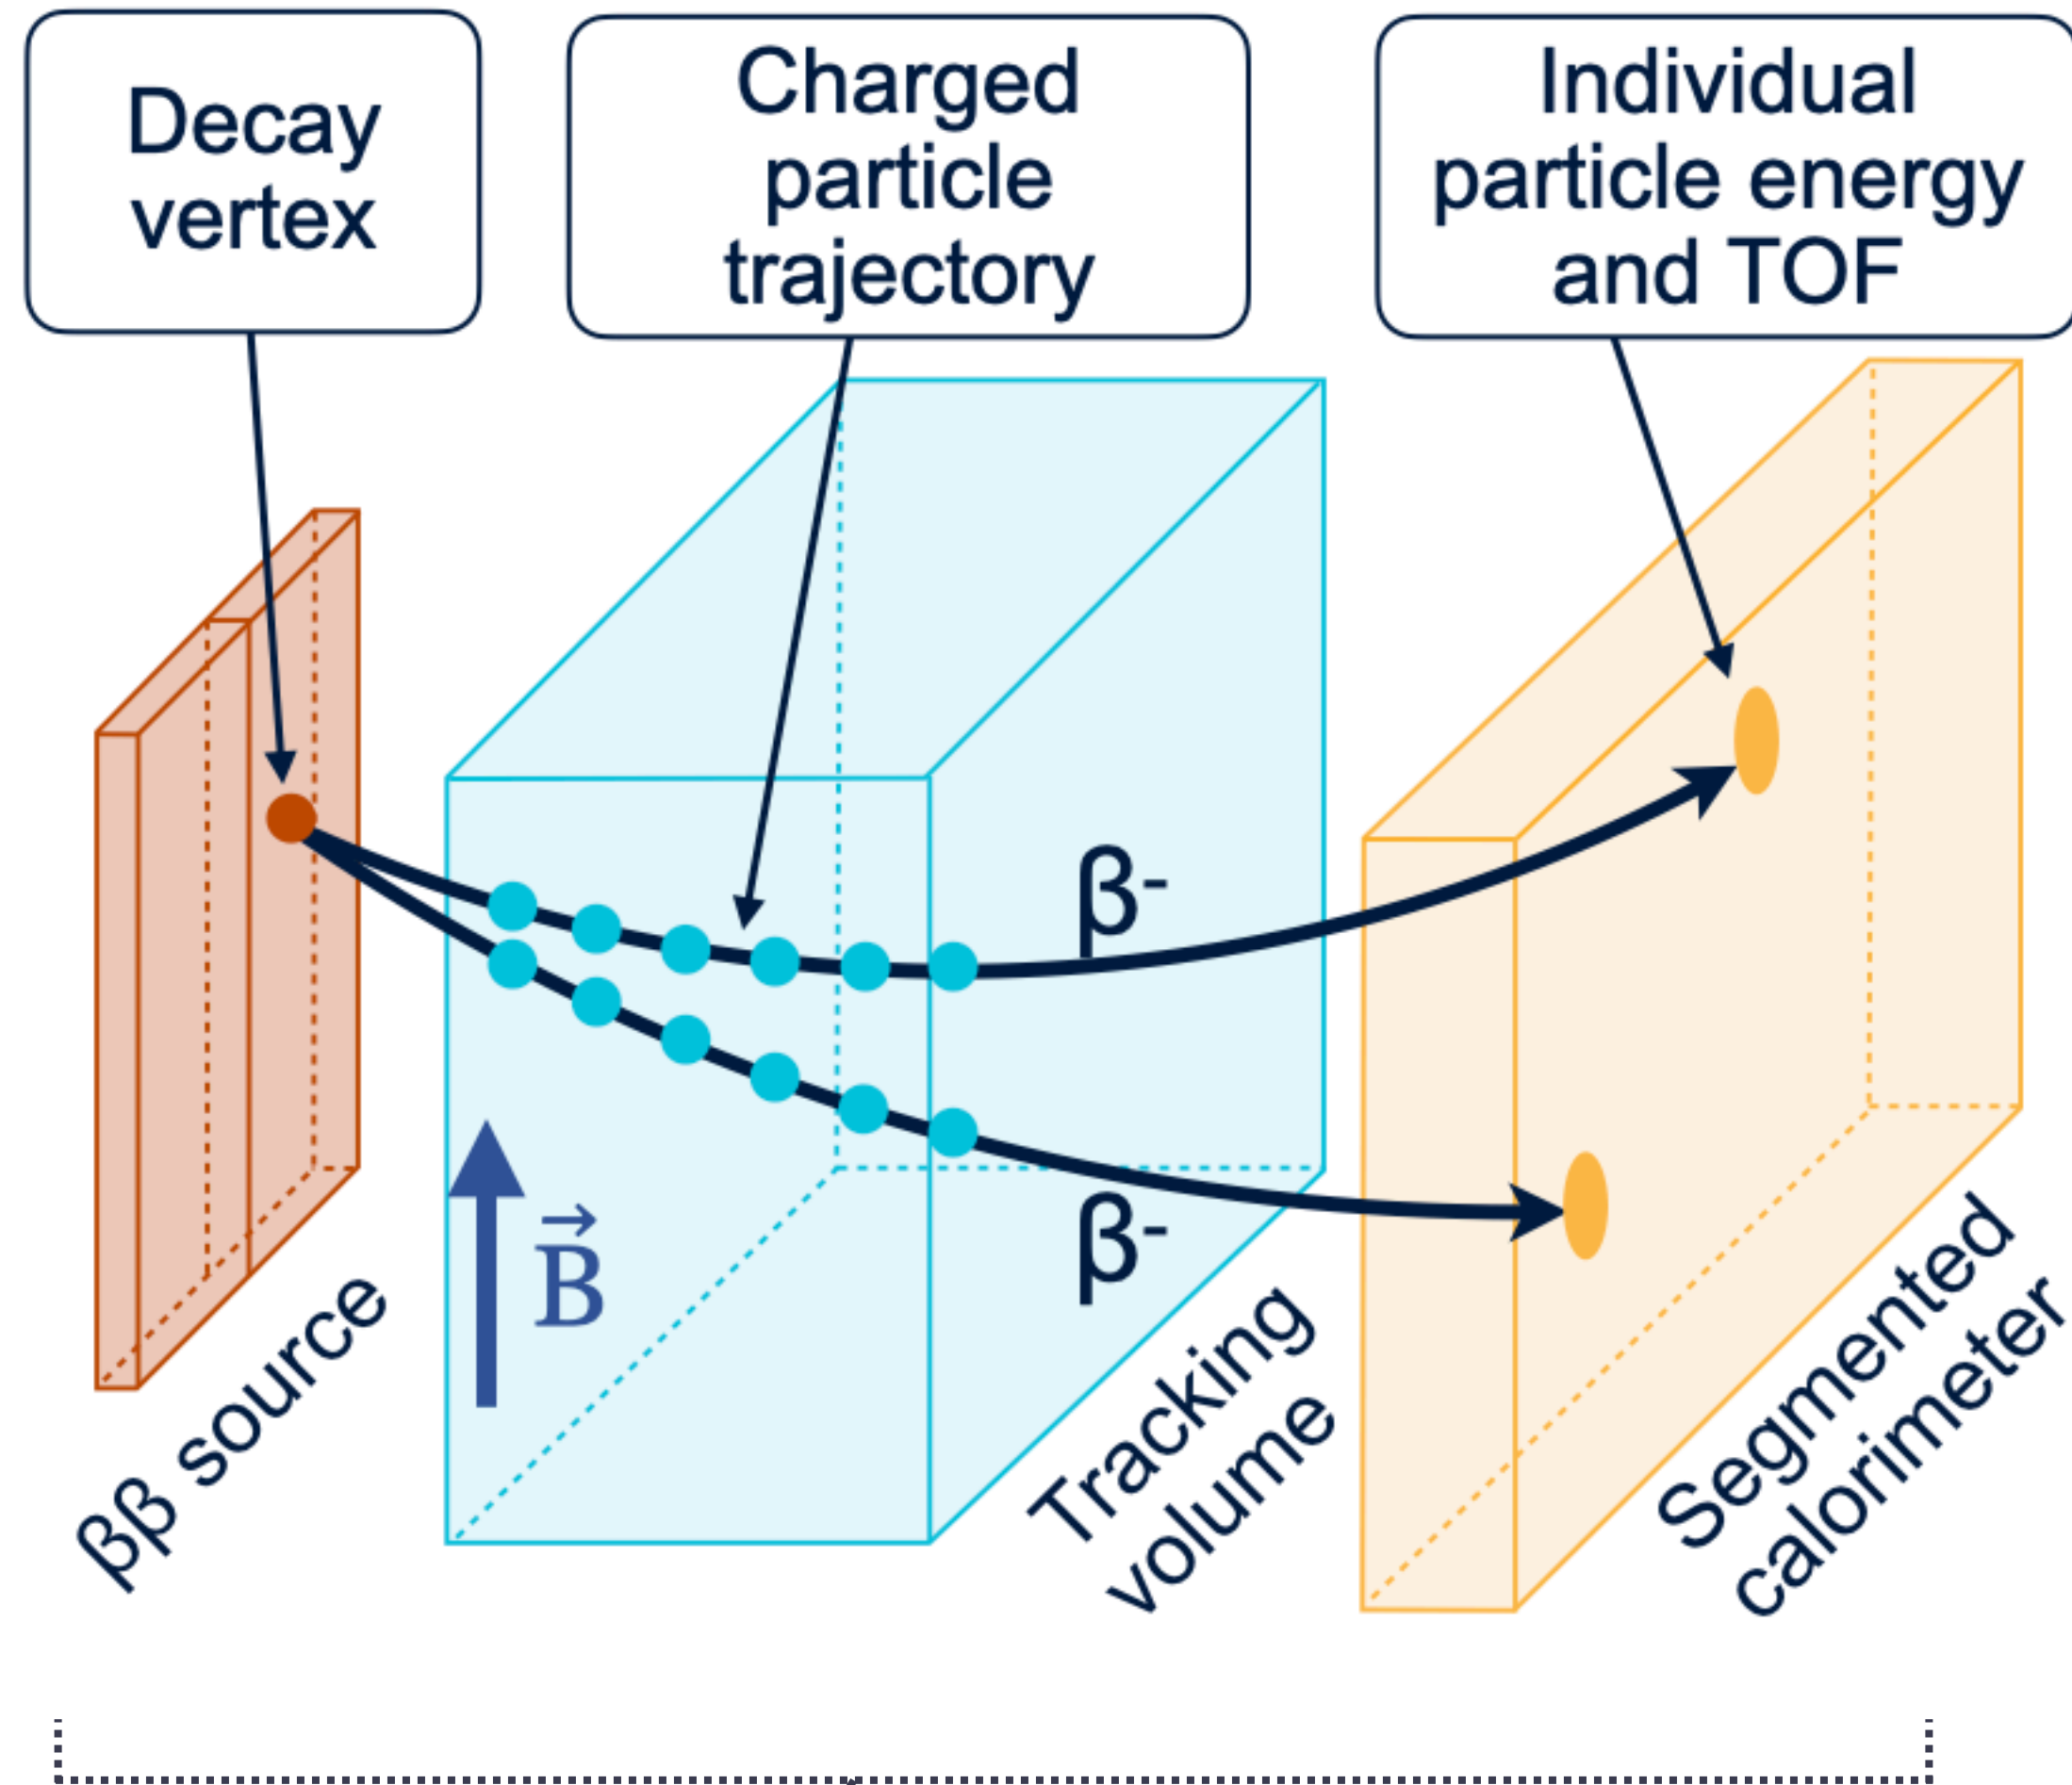 Decay
vertex
Charged
particle
trajectory
Individual
particle energy
and TOF
β-
β-
B⃗
ββ source
Tracking
volume
Segmented
calorimeter